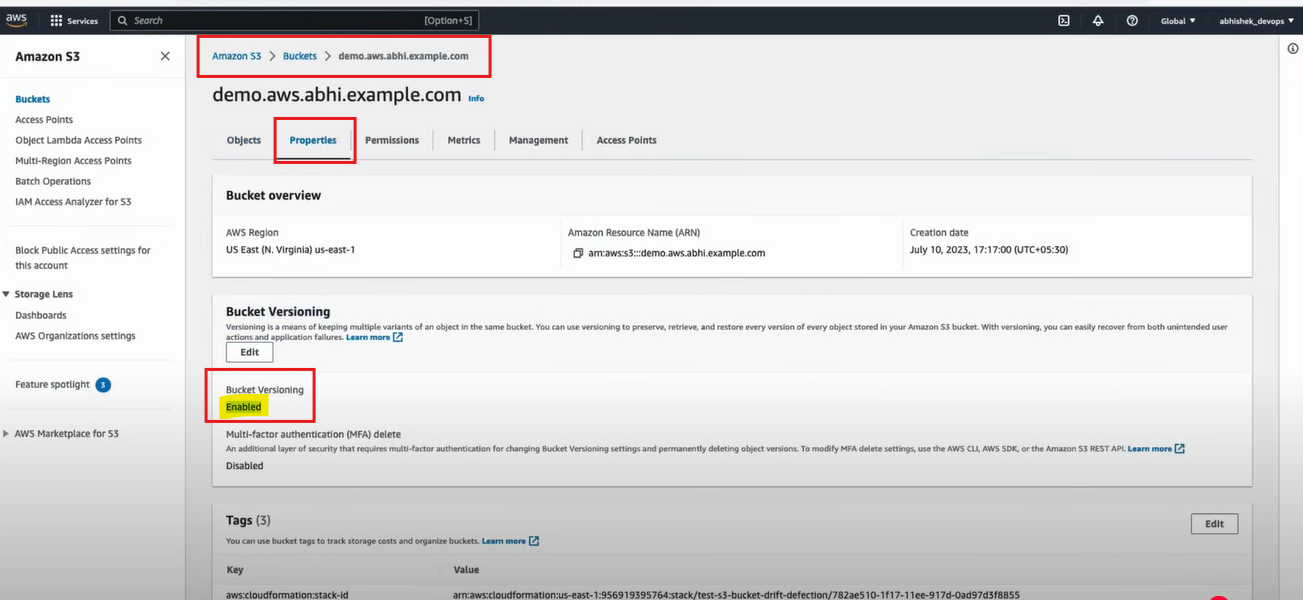 aws Services Search [Option+S] Global ▼ abhishek_devops ▼
Amazon S3
Buckets
Access Points
Object Lambda Access Points
Multi-Region Access Points
Batch Operations
IAM Access Analyzer for S3
Block Public Access settings for
this account
Storage Lens
Dashboards
AWS Organizations settings
Feature spotlight 3
AWS Marketplace for S3
Amazon S3 > Buckets > demo.aws.abhi.example.com
demo.aws.abhi.example.com Info
Objects Properties Permissions Metrics Management Access Points
Bucket overview
AWS Region Amazon Resource Name (ARN) Creation date
US East (N. Virginia) us-east-1 arn:aws:s3:::demo.aws.abhi.example.com July 10, 2023, 17:17:00 (UTC+05:30)
Bucket Versioning
Versioning is a means of keeping multiple variants of an object in the same bucket. You can use versioning to preserve, retrieve, and restore every version of every object stored in your Amazon S3 bucket. With versioning, you can easily recover from both unintended user
actions and application failures. Learn more
Edit
Bucket Versioning
Enabled
Multi-factor authentication (MFA) delete
An additional layer of security that requires multi-factor authentication for changing Bucket Versioning settings and permanently deleting object versions. To modify MFA delete settings, use the AWS CLI, AWS SDK, or the Amazon S3 REST API. Learn more
Disabled
Tags (3) Edit
You can use bucket tags to track storage costs and organize buckets. Learn more
Key Value
aws:cloudformation:stack-id arn:aws:cloudformation:us-east-1:956919395764:stack/test-s3-bucket-drift-defection/782ae510-1f17-11ee-917d-0ad97d3f8855